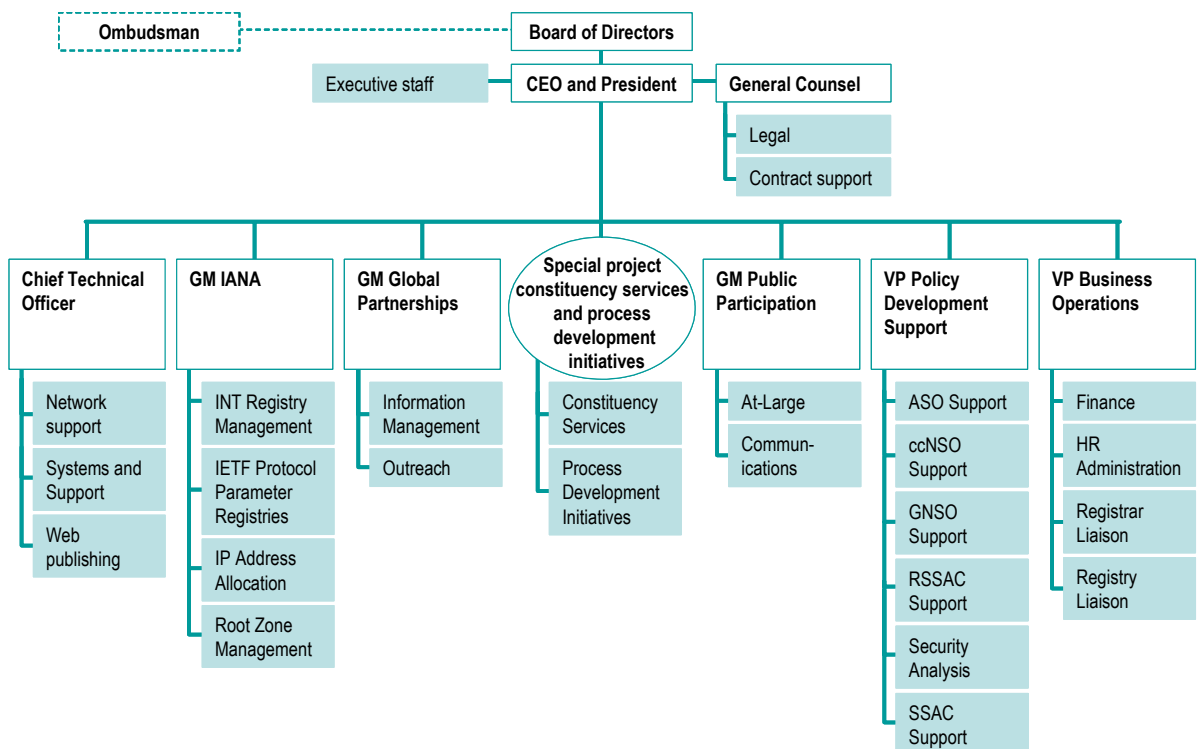 Ombudsman
Board of Directors
Executive staff
CEO and President
General Counsel
Legal
Contract support
Chief Technical
Officer
Network
support
Systems and
Support
Web
publishing
GM IANA
INT Registry
Management
IETF Protocol
Parameter
Registries
IP Address
Allocation
Root Zone
Management
GM Global
Partnerships
Information
Management
Outreach
Special project
constituency services
and process
development
initiatives
Constituency
Services
Process
Development
Initiatives
GM Public
Participation
At-Large
Commun-
ications
VP Policy
Development
Support
ASO Support
ccNSO
Support
GNSO
Support
RSSAC
Support
Security
Analysis
SSAC
Support
VP Business
Operations
Finance
HR
Administration
Registrar
Liaison
Registry
Liaison